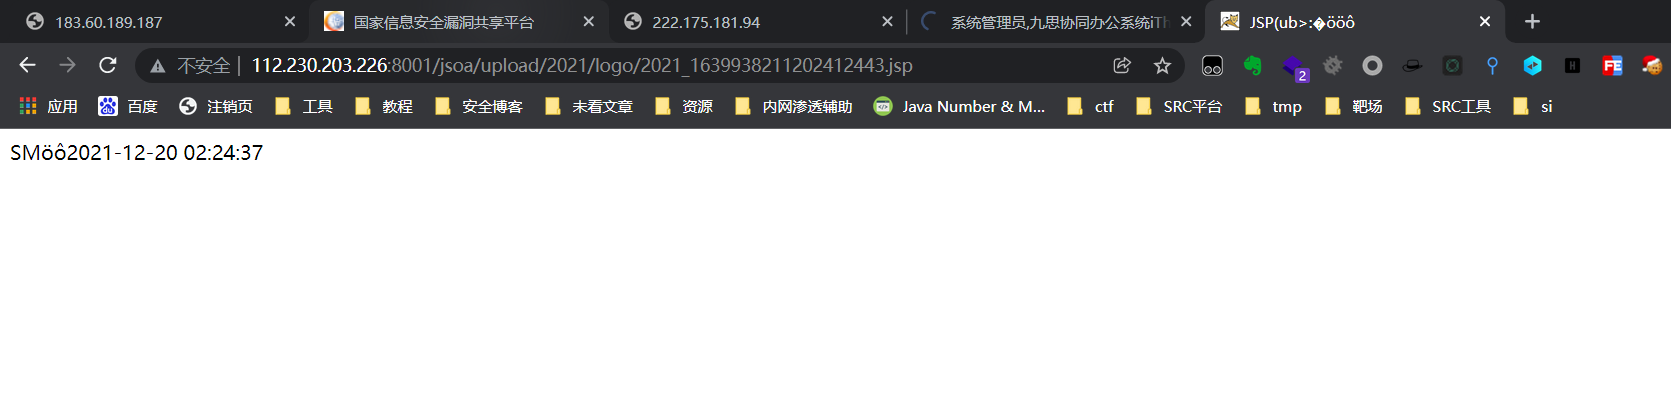 183.60.189.187 国家信息安全漏洞共享平台 222.175.181.94 系统管理员,九思协同办公系统iTh JSP(ub>:�ööô
不安全 112.230.203.226:8001/jsoa/upload/2021/logo/2021_1639938211202412443.jsp 2 FE
应用 百度 注销页 工具 教程 安全博客 未看文章 资源 内网渗透辅助 Java Number & M... ctf SRC平台 tmp 靶场 SRC工具 si
SMöô2021-12-20 02:24:37